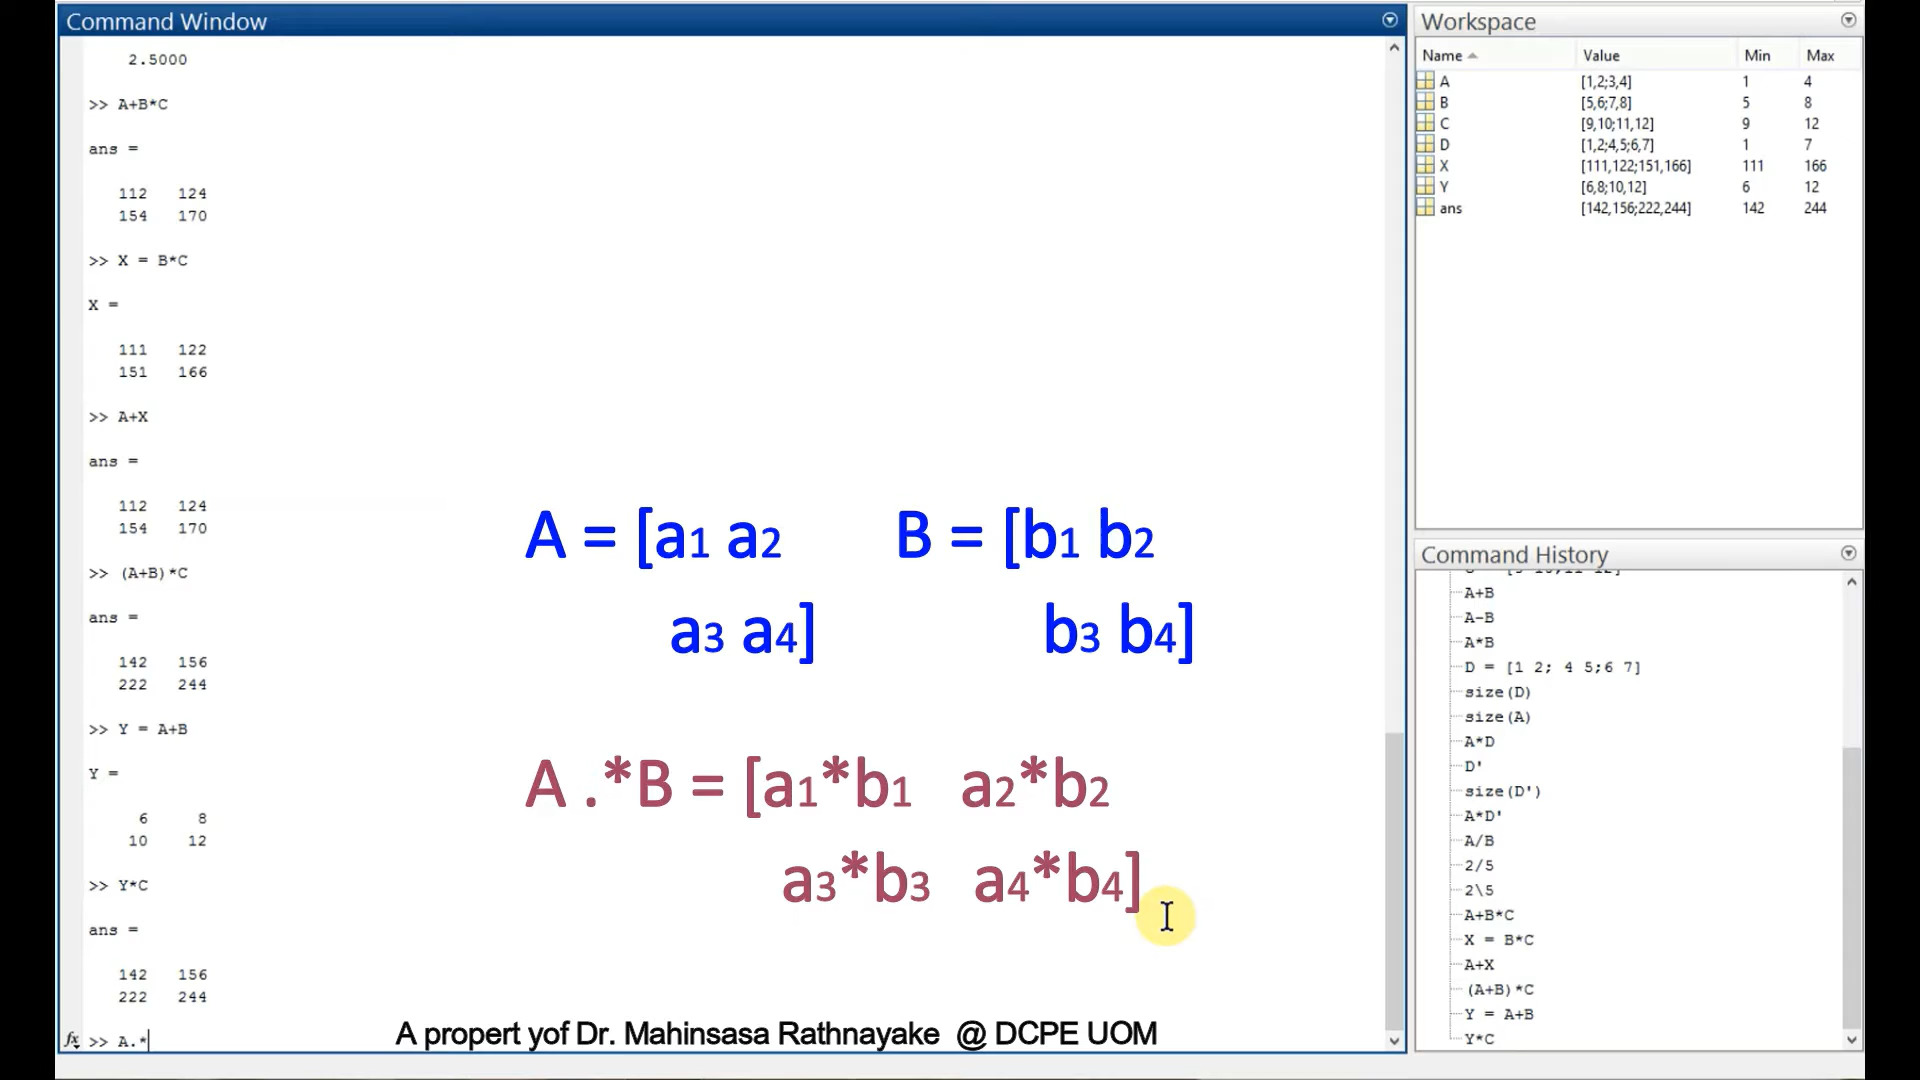 Command Window
2.5000
>> A+B*C
ans =
112 124
154 170
>> X = B*C
X =
111 122
151 166
>> A+X
ans =
112 124
154 170
>> (A+B)*C
ans =
142 156
222 244
>> Y = A+B
Y =
6 8
10 12
>> Y*C
ans =
142 156
222 244
fx >> A.*
A = [a1 a2
a3 a4]
B = [b1 b2
b3 b4]
A .*B = [a1*b1 a2*b2
a3*b3 a4*b4]
A propert yof Dr. Mahinsasa Rathnayake @ DCPE UOM
Workspace
Name Value Min Max
A [1,2;3,4] 1 4
B [5,6;7,8] 5 8
C [9,10;11,12] 9 12
D [1,2;4,5;6,7] 1 7
X [111,122;151,166] 111 166
Y [6,8;10,12] 6 12
ans [142,156;222,244] 142 244
Command History
A+B
A-B
A*B
D = [1 2; 4 5;6 7]
size(D)
size(A)
A*D
D'
size(D')
A*D'
A/B
2/5
2\5
A+B*C
X = B*C
A+X
(A+B)*C
Y = A+B
Y*C